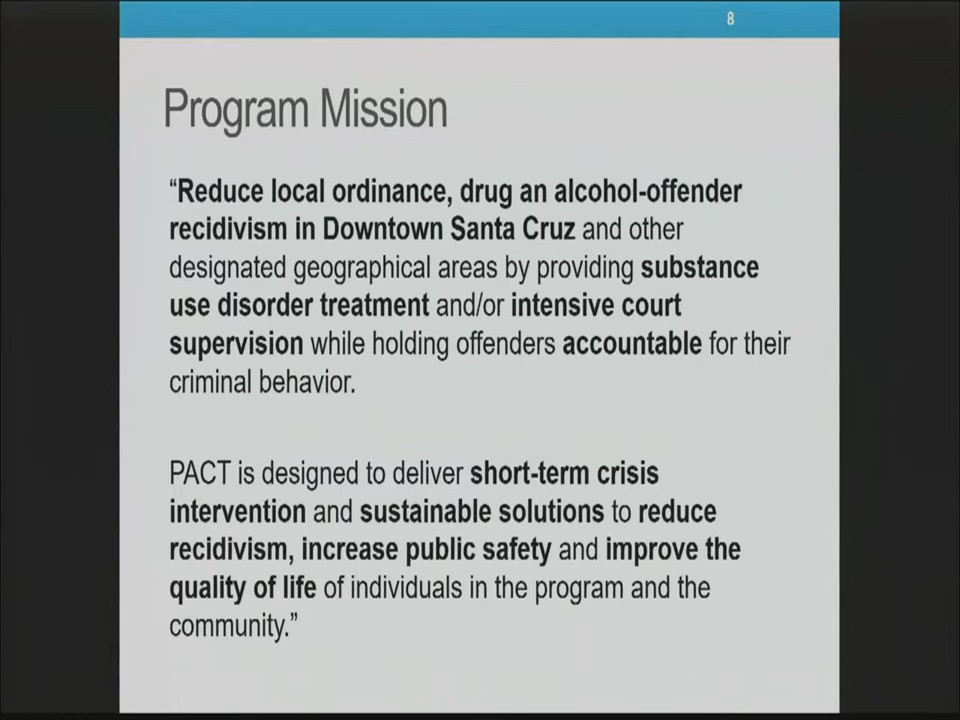 8
Program Mission
“Reduce local ordinance, drug an alcohol-offender
recidivism in Downtown Santa Cruz and other
designated geographical areas by providing substance
use disorder treatment and/or intensive court
supervision while holding offenders accountable for their
criminal behavior.
PACT is designed to deliver short-term crisis
intervention and sustainable solutions to reduce
recidivism, increase public safety and improve the
quality of life of individuals in the program and the
community.”